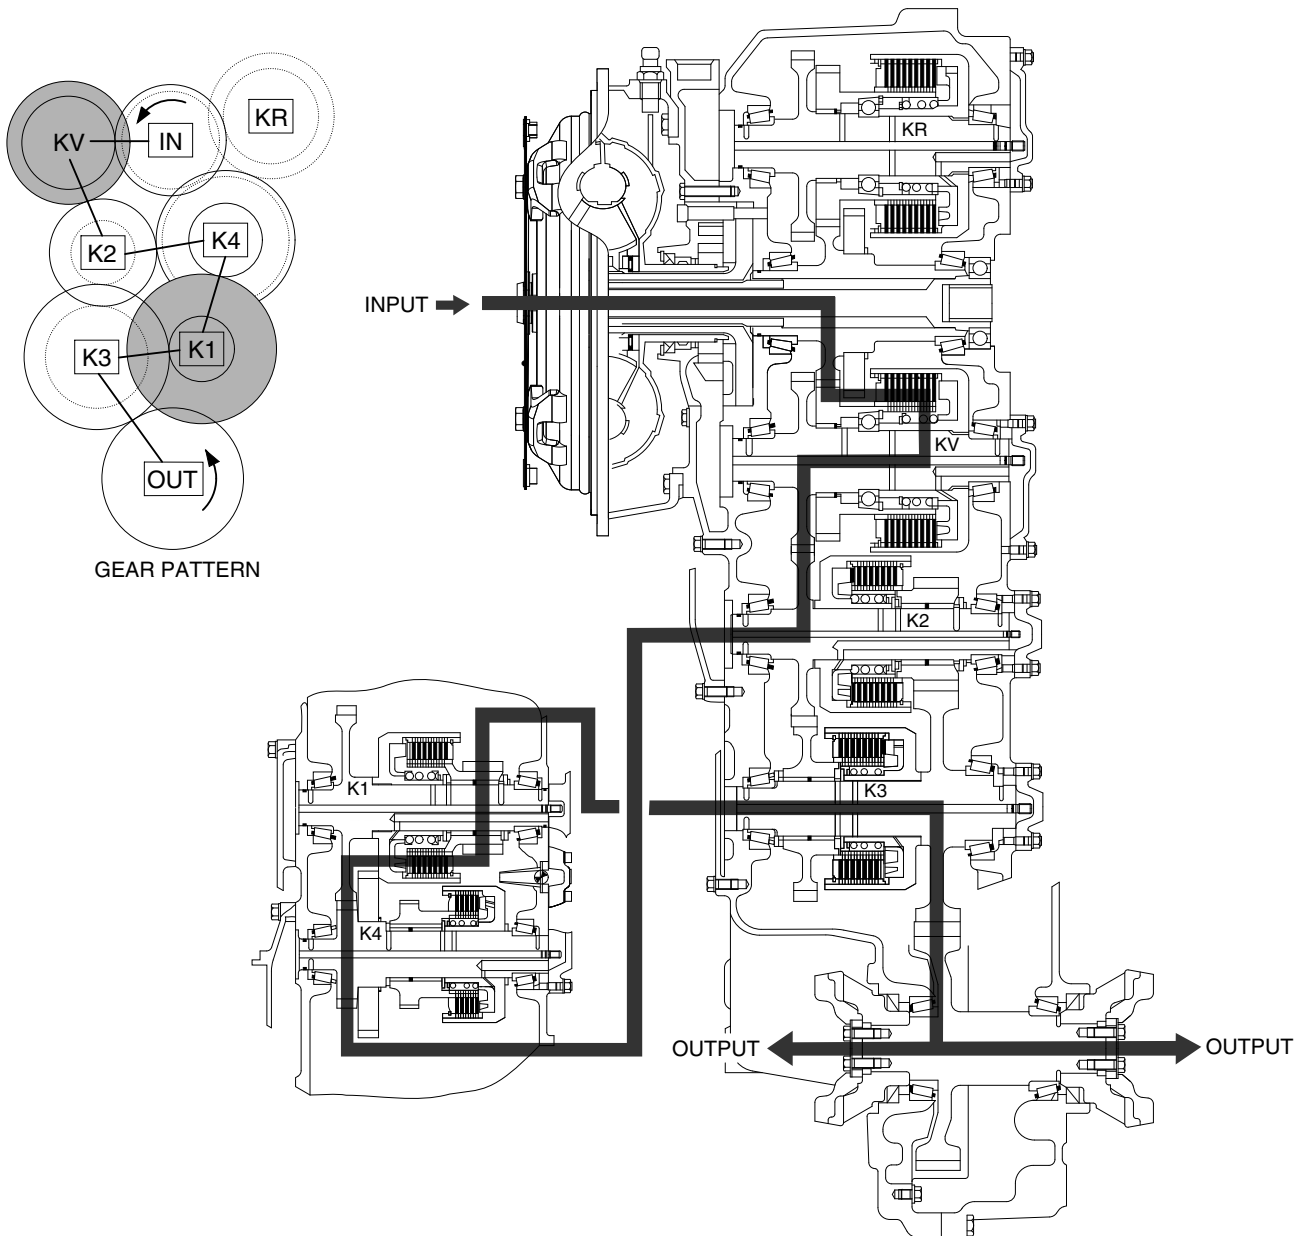 KR
KV
IN
K2
K4
K3
K1
OUT
GEAR PATTERN
KR
INPUT
KV
K2
K1
K3
K4
OUTPUT
OUTPUT